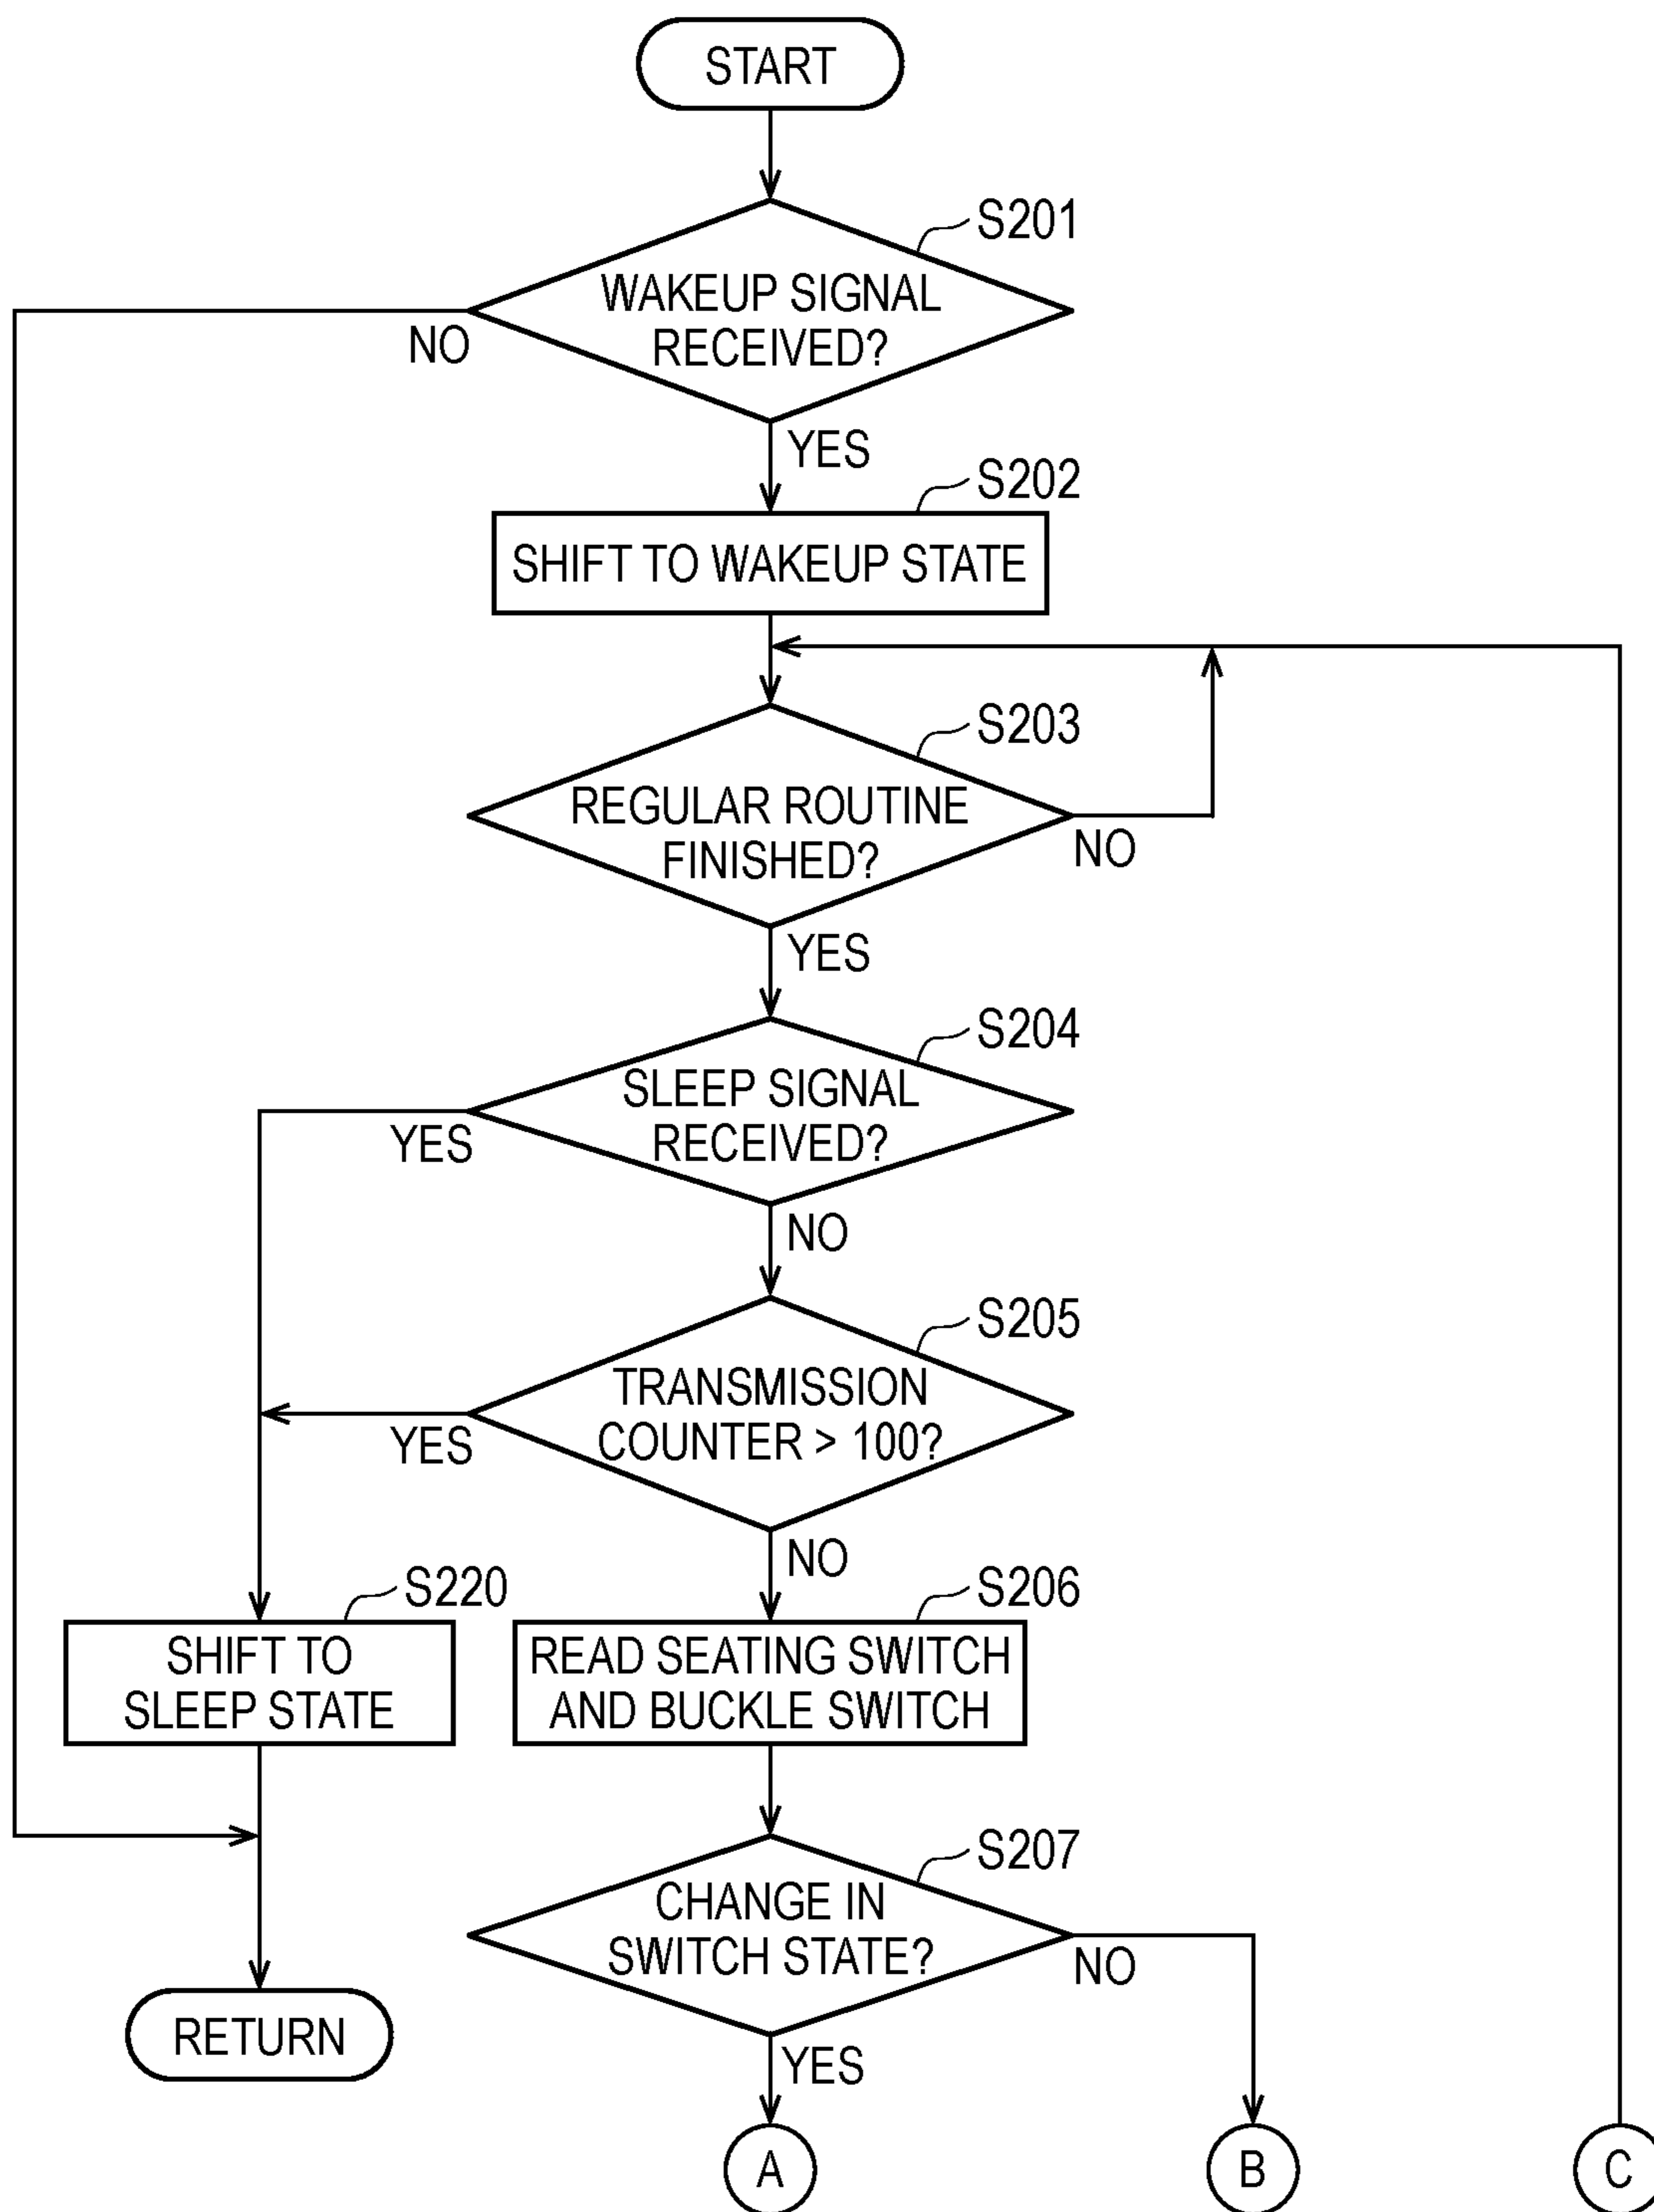 START
S201
WAKEUP SIGNAL
RECEIVED?
NO
YES
S202
SHIFT TO WAKEUP STATE
S203
REGULAR ROUTINE
FINISHED?
NO
YES
S204
SLEEP SIGNAL
RECEIVED?
YES
NO
S205
TRANSMISSION
COUNTER > 100?
YES
NO
S220
SHIFT TO
SLEEP STATE
S206
READ SEATING SWITCH
AND BUCKLE SWITCH
S207
CHANGE IN
SWITCH STATE?
NO
RETURN
YES
A
B
C